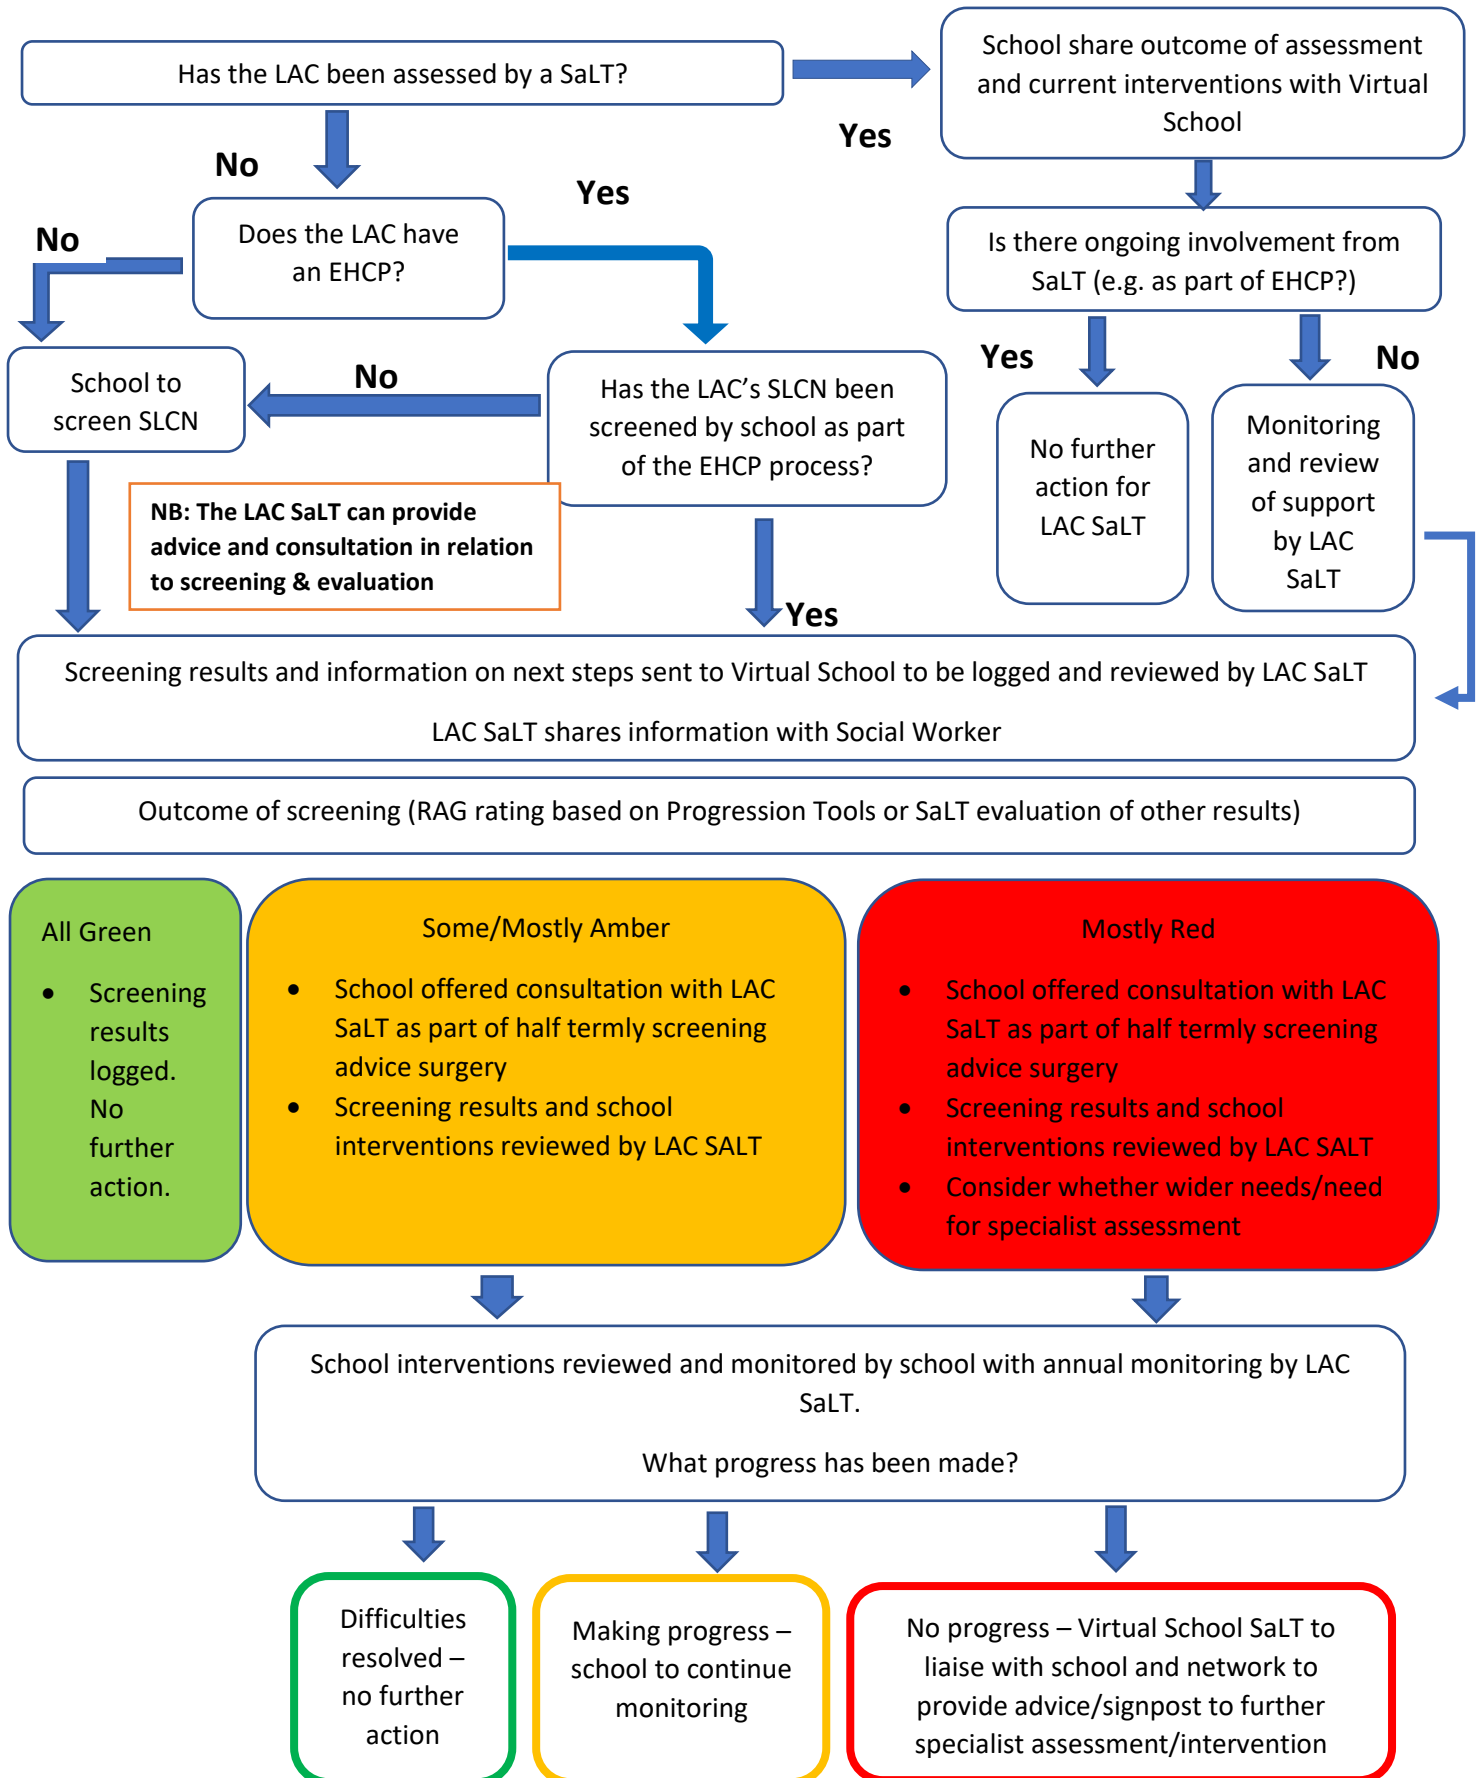 Has the LAC been assessed by a SaLT?
Yes
School share outcome of assessment
and current interventions with Virtual
School
No
Does the LAC have
an EHCP?
Yes
No
Is there ongoing involvement from
SaLT (e.g. as part of EHCP?)
Yes
No
School to
screen SLCN
No
Has the LAC’s SLCN been
screened by school as part
of the EHCP process?
No further
action for
LAC SaLT
Monitoring
and review
of support
by LAC
SaLT
NB: The LAC SaLT can provide
advice and consultation in relation
to screening & evaluation
Yes
Screening results and information on next steps sent to Virtual School to be logged and reviewed by LAC SaLT
LAC SaLT shares information with Social Worker
Outcome of screening (RAG rating based on Progression Tools or SaLT evaluation of other results)
All Green
• Screening
results
logged.
No
further
action.
Some/Mostly Amber
• School offered consultation with LAC
SaLT as part of half termly screening
advice surgery
• Screening results and school
interventions reviewed by LAC SALT
Mostly Red
• School offered consultation with LAC
SaLT as part of half termly screening
advice surgery
• Screening results and school
interventions reviewed by LAC SALT
• Consider whether wider needs/need
for specialist assessment
School interventions reviewed and monitored by school with annual monitoring by LAC
SaLT.
What progress has been made?
Difficulties
resolved –
no further
action
Making progress –
school to continue
monitoring
No progress – Virtual School SaLT to
liaise with school and network to
provide advice/signpost to further
specialist assessment/intervention